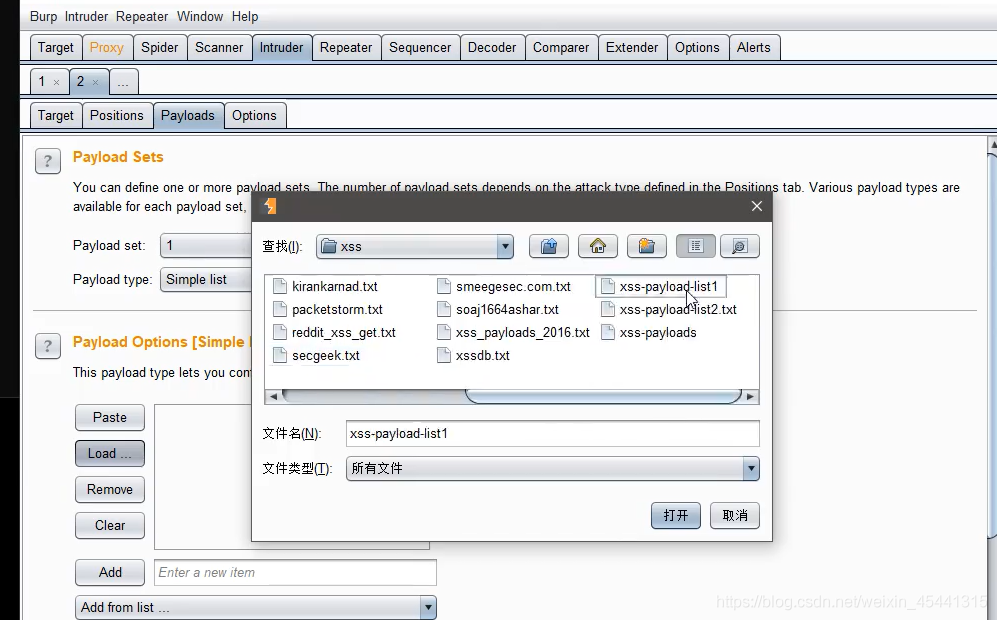 Burp Intruder Repeater Window Help
Target Proxy Spider Scanner Intruder Repeater Sequencer Decoder Comparer Extender Options Alerts
1 × 2 × ...
Target Positions Payloads Options
? Payload Sets
You can define one or more payload sets. The number of payload sets depends on the attack type defined in the Positions tab. Various payload types are
available for each payload set,
Payload set: 1
Payload type: Simple list
? Payload Options [Simple
This payload type lets you
Paste
Load ...
Remove
Clear
Add Enter a new item
Add from list ...
查找(I): xss
kirankarnad.txt smeegesec.com.txt xss-payload-list1
packetstorm.txt soaj1664ashar.txt xss-payload-list2.txt
reddit_xss_get.txt xss_payloads_2016.txt xss-payloads
secgeek.txt xssdb.txt
文件名(N): xss-payload-list1
文件类型(T): 所有文件
打开 取消
https://blog.csdn.net/weixin_45441315